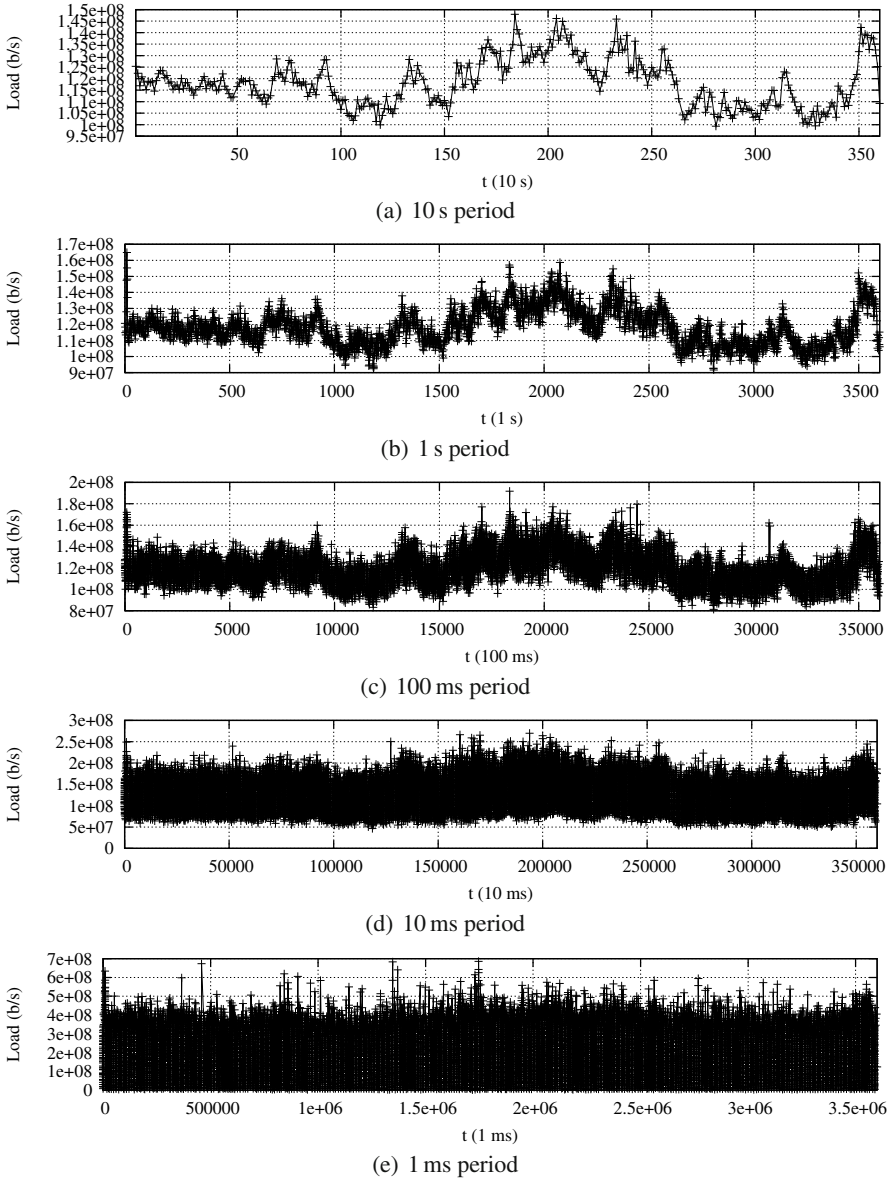 Load (b/s)
1.5e+08
1.45e+08
1.4e+08
1.35e+08
1.3e+08
1.25e+08
1.2e+08
1.15e+08
1.1e+08
1.05e+08
1e+08
9.5e+07
50 100 150 200 250 300 350
t (10 s)
(a) 10 s period
Load (b/s)
1.7e+08
1.6e+08
1.5e+08
1.4e+08
1.3e+08
1.2e+08
1.1e+08
1e+08
9e+07
0 500 1000 1500 2000 2500 3000 3500
t (1 s)
(b) 1 s period
Load (b/s)
2e+08
1.8e+08
1.6e+08
1.4e+08
1.2e+08
1e+08
8e+07
0 5000 10000 15000 20000 25000 30000 35000
t (100 ms)
(c) 100 ms period
Load (b/s)
3e+08
2.5e+08
2e+08
1.5e+08
1e+08
5e+07
0
0 50000 100000 150000 200000 250000 300000 350000
t (10 ms)
(d) 10 ms period
Load (b/s)
7e+08
6e+08
5e+08
4e+08
3e+08
2e+08
1e+08
0
0 500000 1e+06 1.5e+06 2e+06 2.5e+06 3e+06 3.5e+06
t (1 ms)
(e) 1 ms period